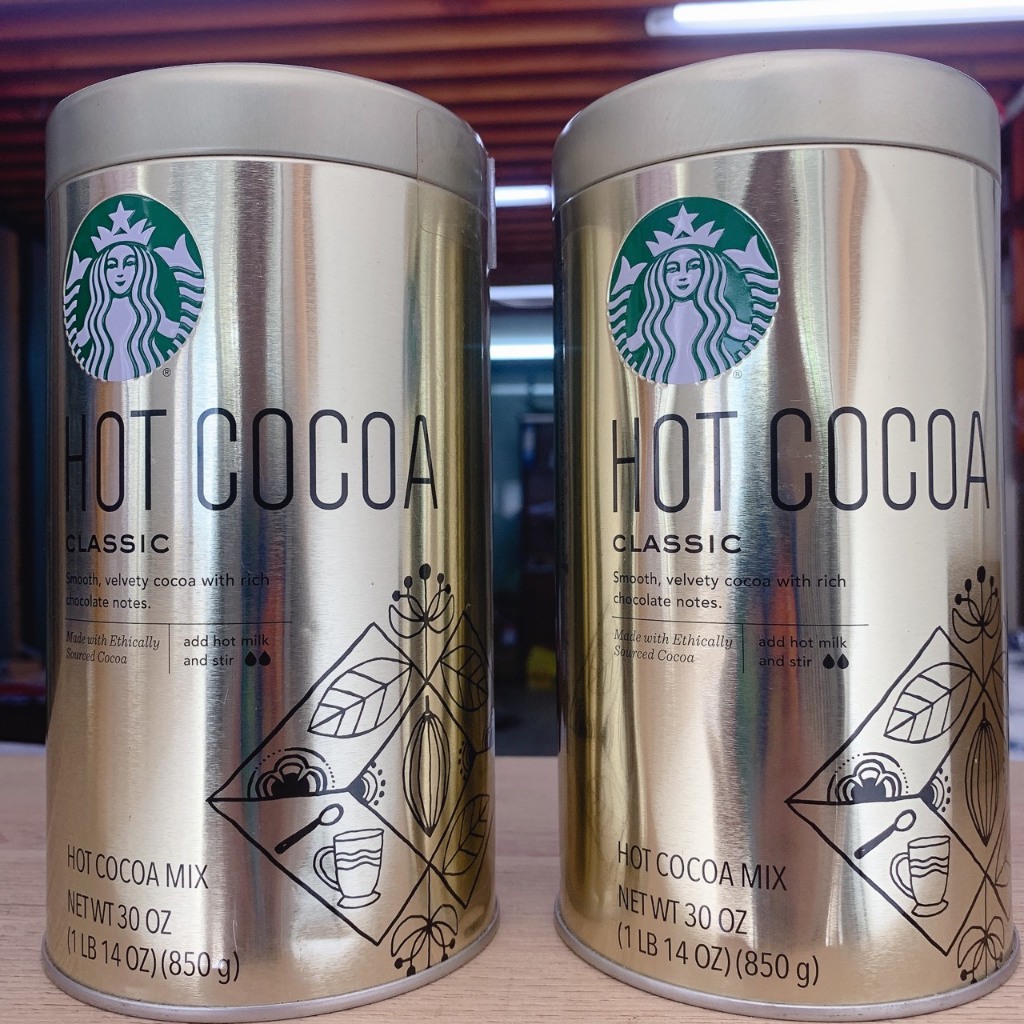 ®
HOT COCOA
CLASSIC
Smooth, velvety cocoa with rich
chocolate notes.
Made with Ethically
Sourced Cocoa
add hot milk
and stir
HOT COCOA MIX
NET WT 30 OZ
(1 LB 14 OZ) (850 g)
®
HOT COCOA
CLASSIC
Smooth, velvety cocoa with rich
chocolate notes.
Made with Ethically
Sourced Cocoa
add hot milk
and stir
HOT COCOA MIX
NET WT 30 OZ
(1 LB 14 OZ) (850 g)